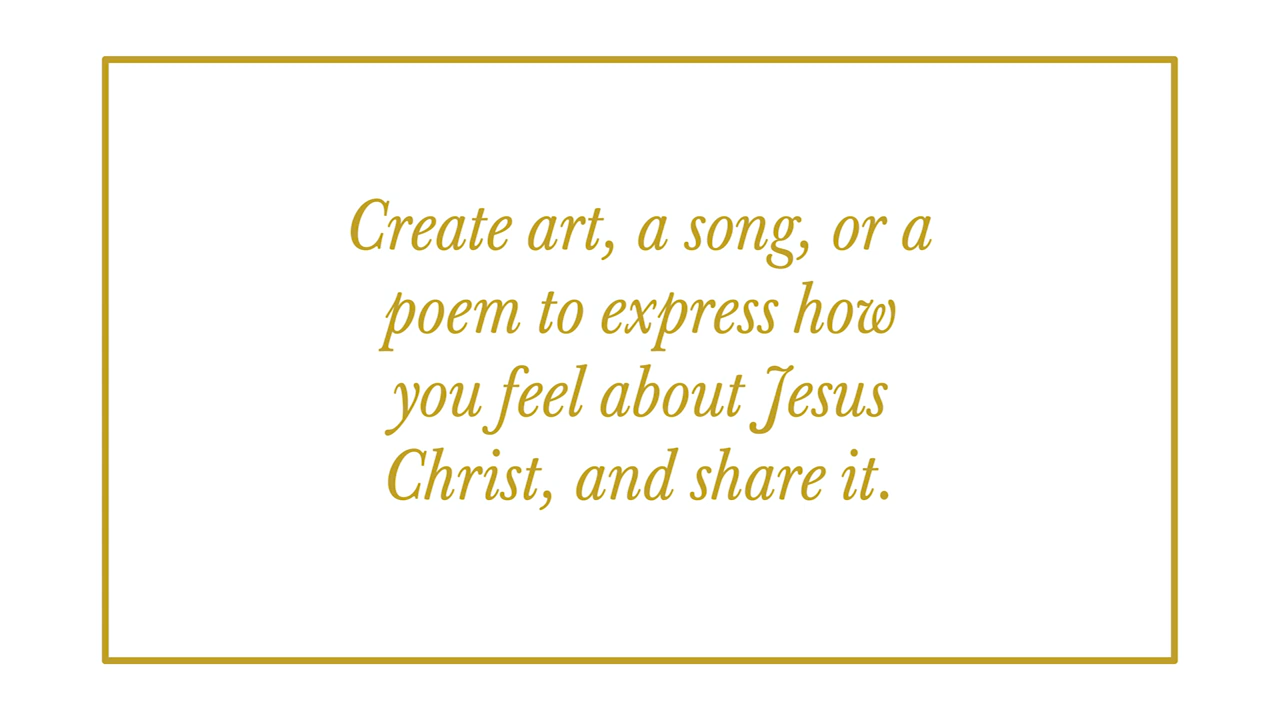 Create art, a song, or a
poem to express how
you feel about Jesus
Christ, and share it.